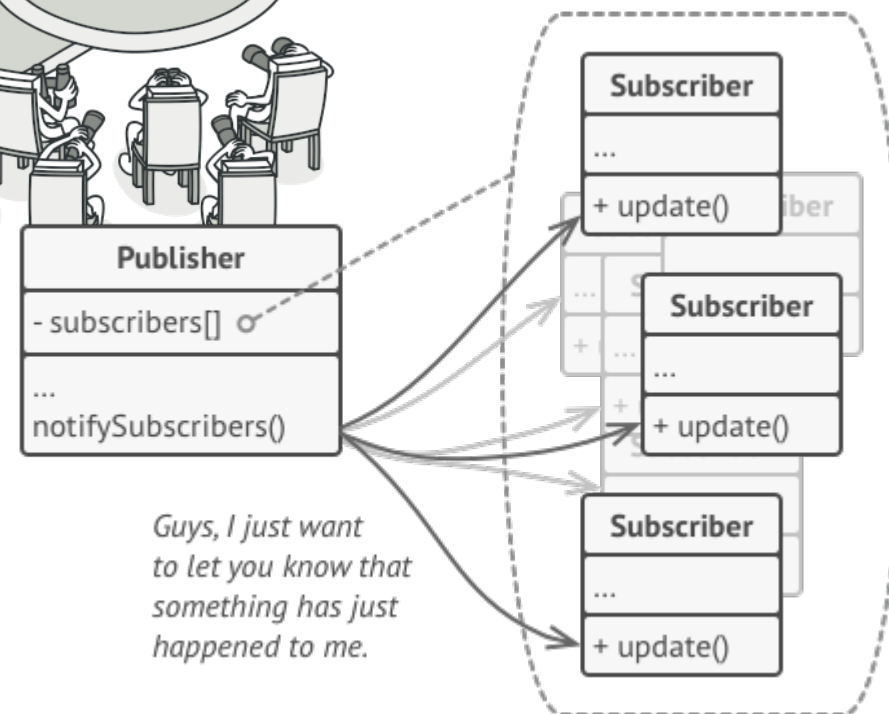 Publisher
- subscribers[]
...
notifySubscribers()
Guys, I just want
to let you know that
something has just
happened to me.
Subscriber
...
+ update()
...
+
...
+
Subscriber
...
+ update()
Subscriber
...
+ update()